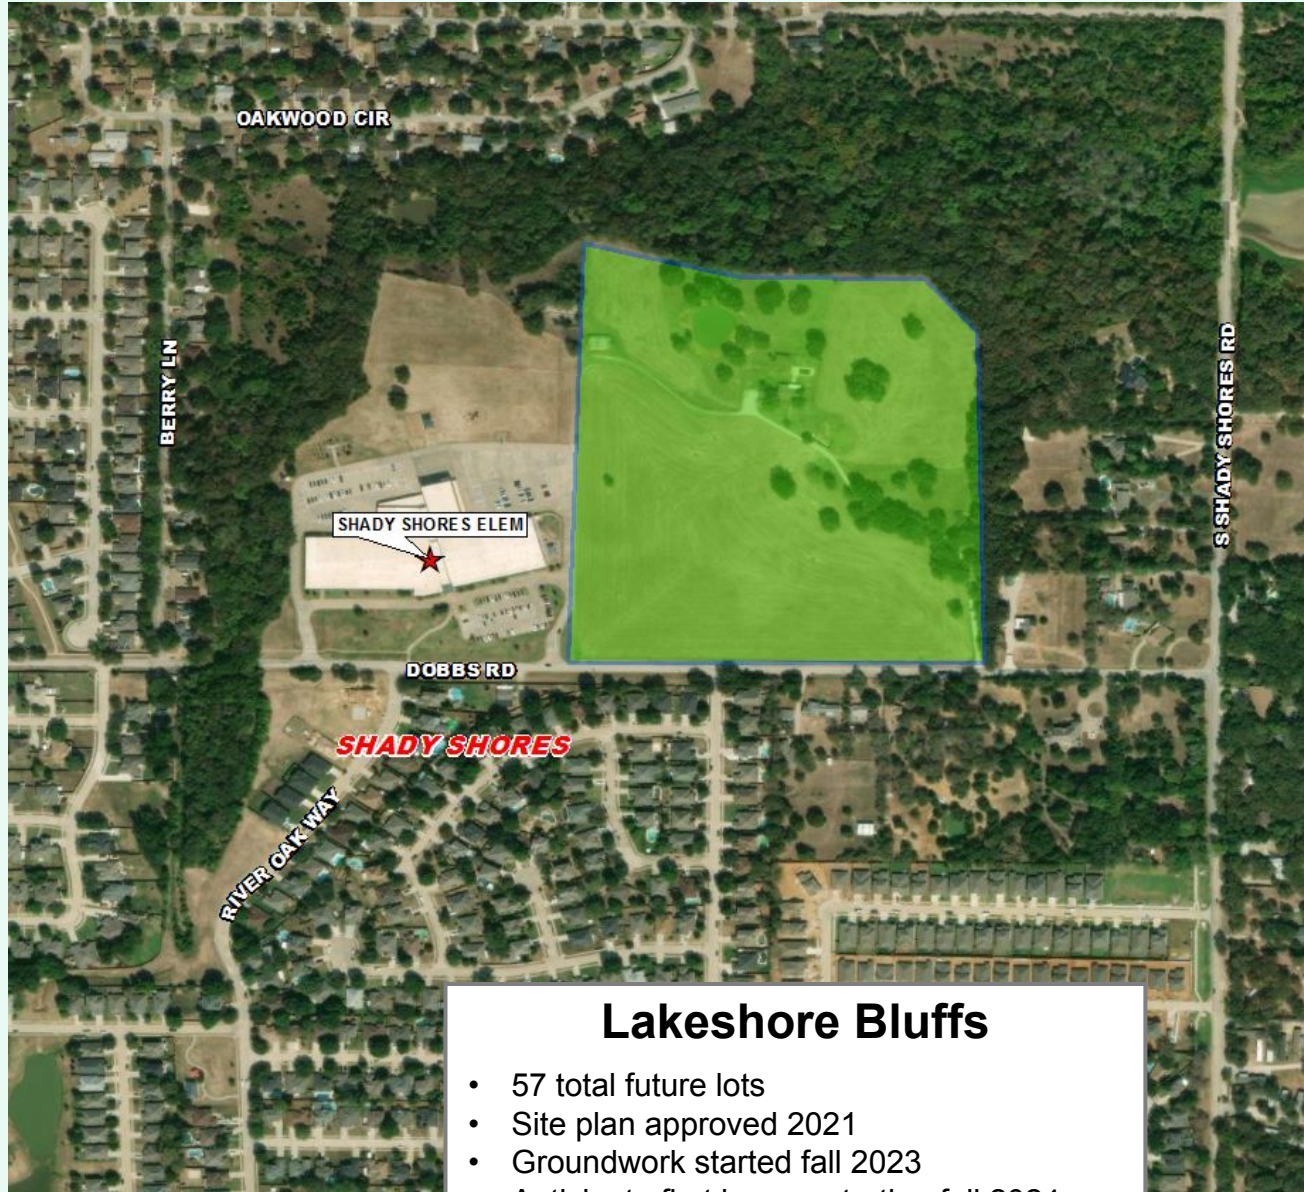 OAKWOOD CIR
BERRY LN
S SHADY SHORES RD
SHADY SHORES ELEM
DOBBS RD
SHADY SHORES
RIVER OAK WAY
Lakeshore Bluffs
• 57 total future lots
• Site plan approved 2021
• Groundwork started fall 2023